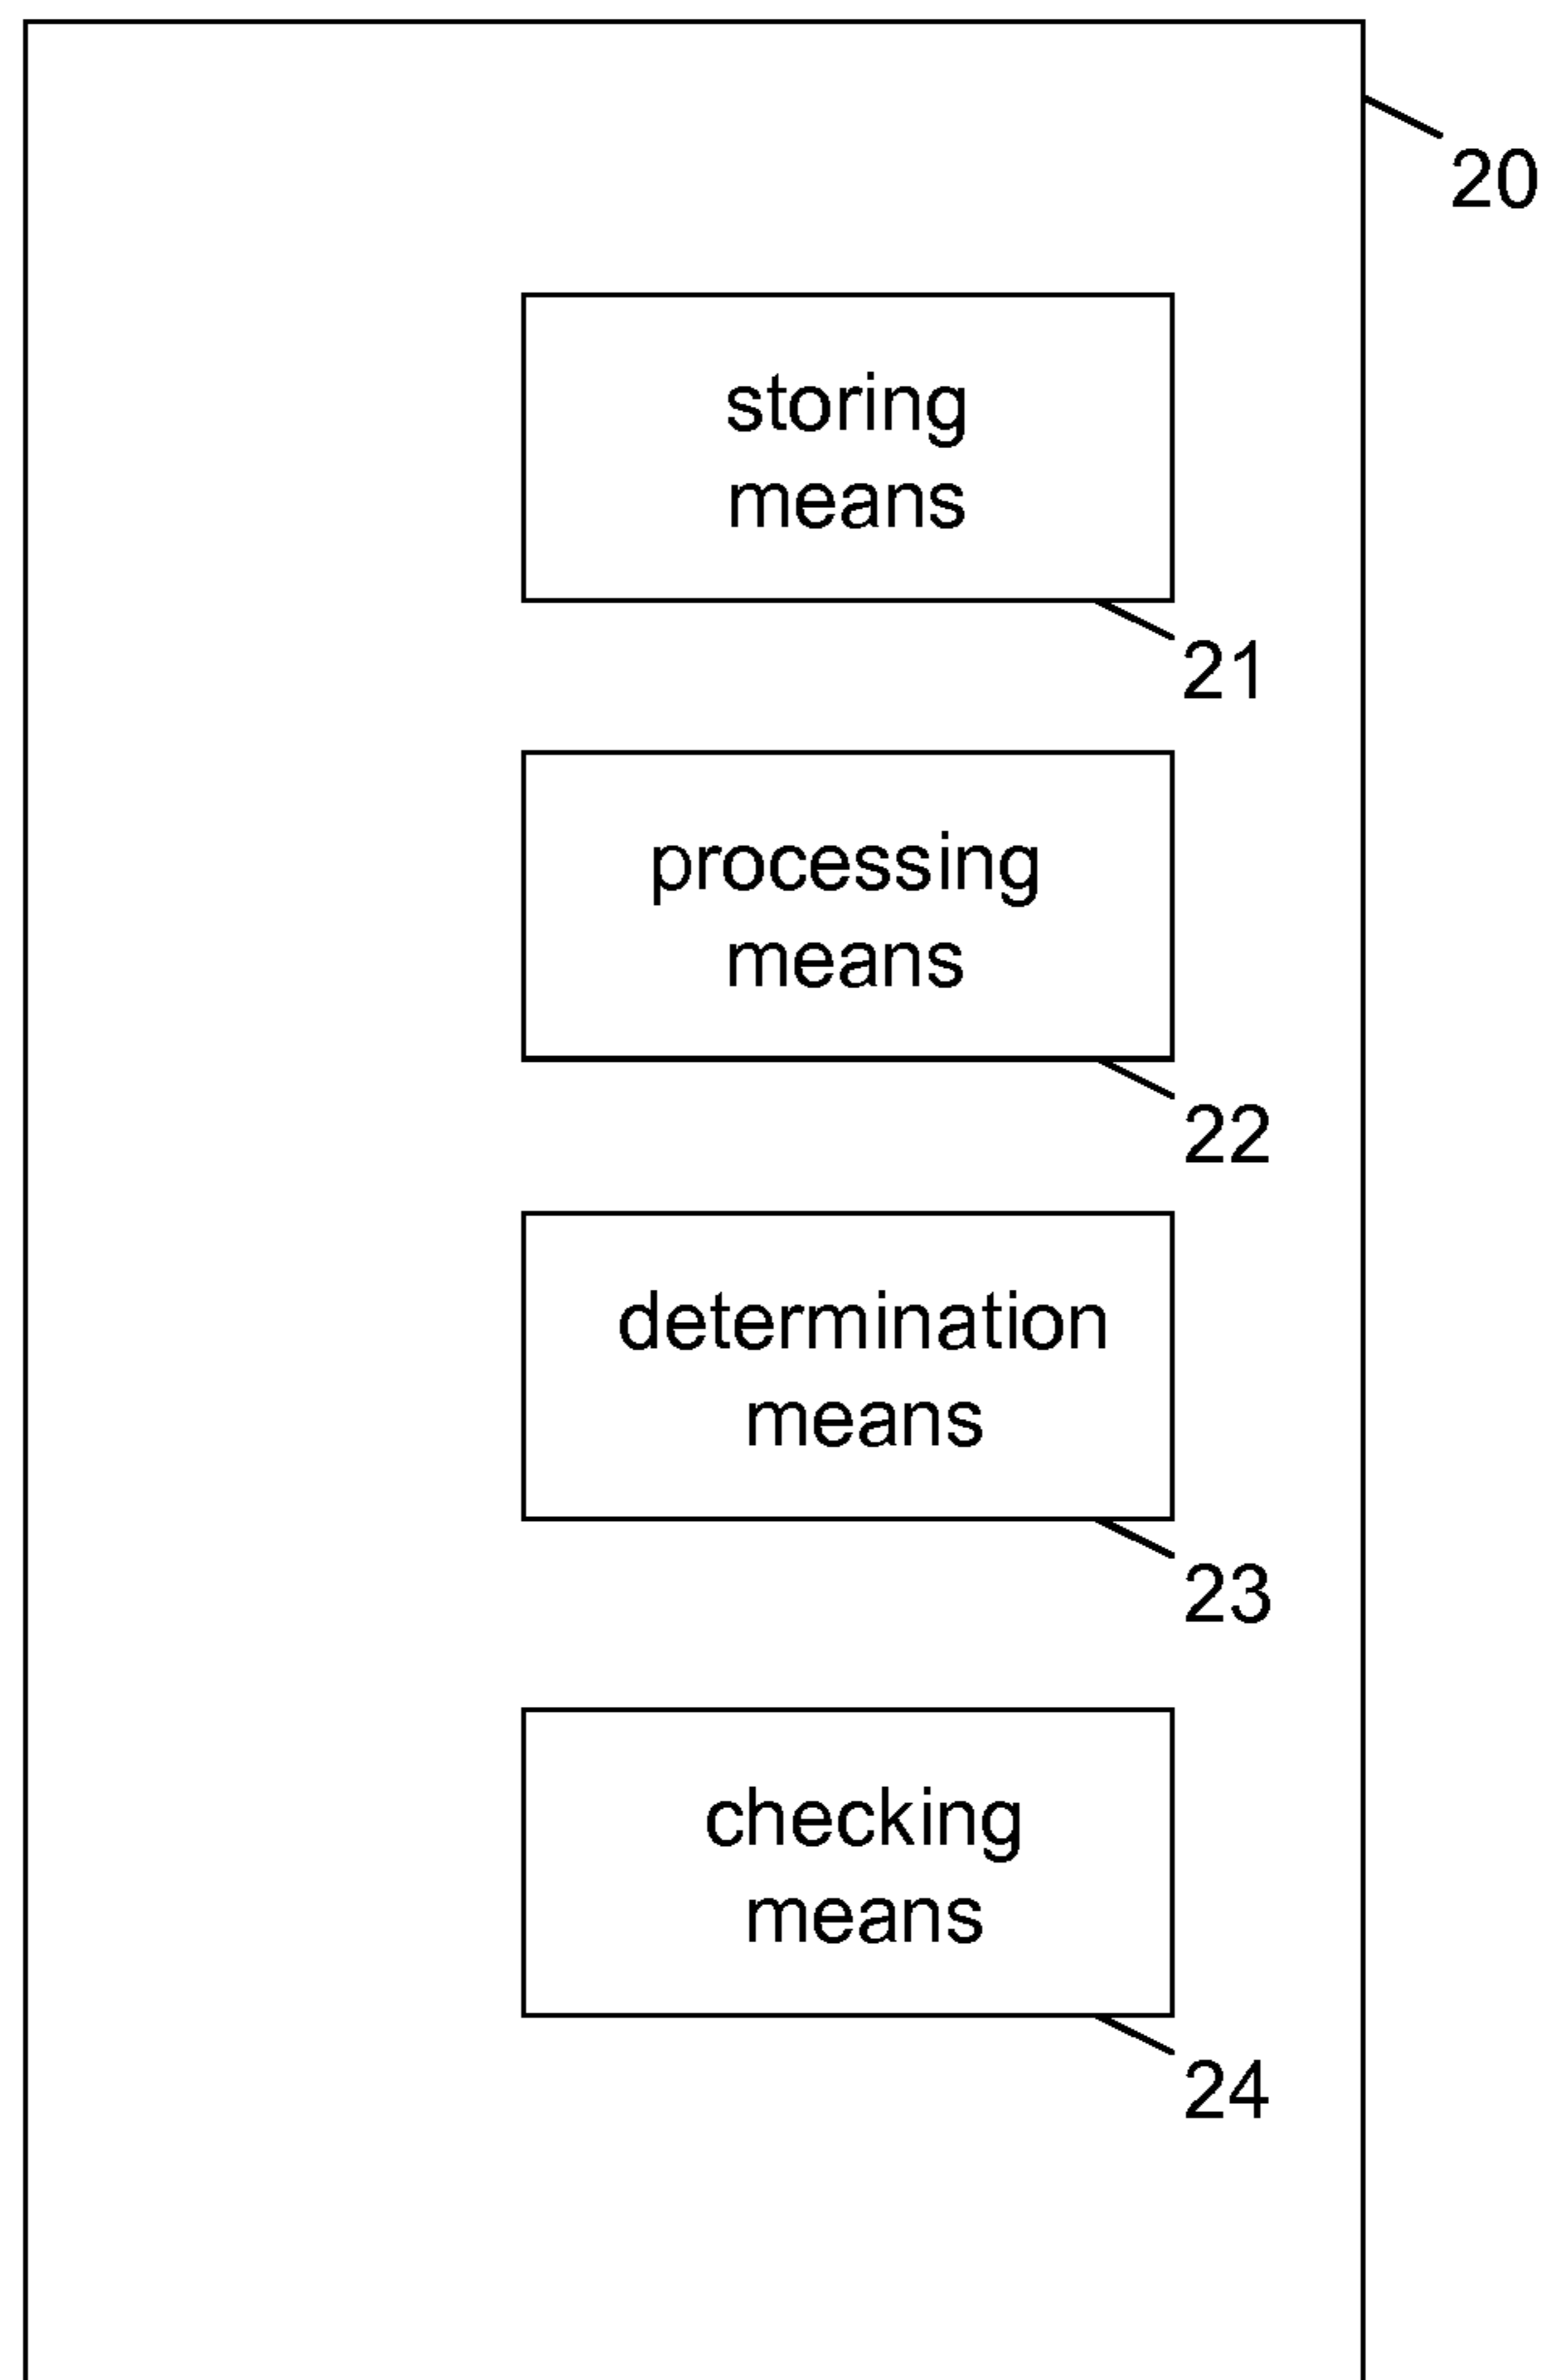 20
storing
means
21
processing
means
22
determination
means
23
checking
means
24